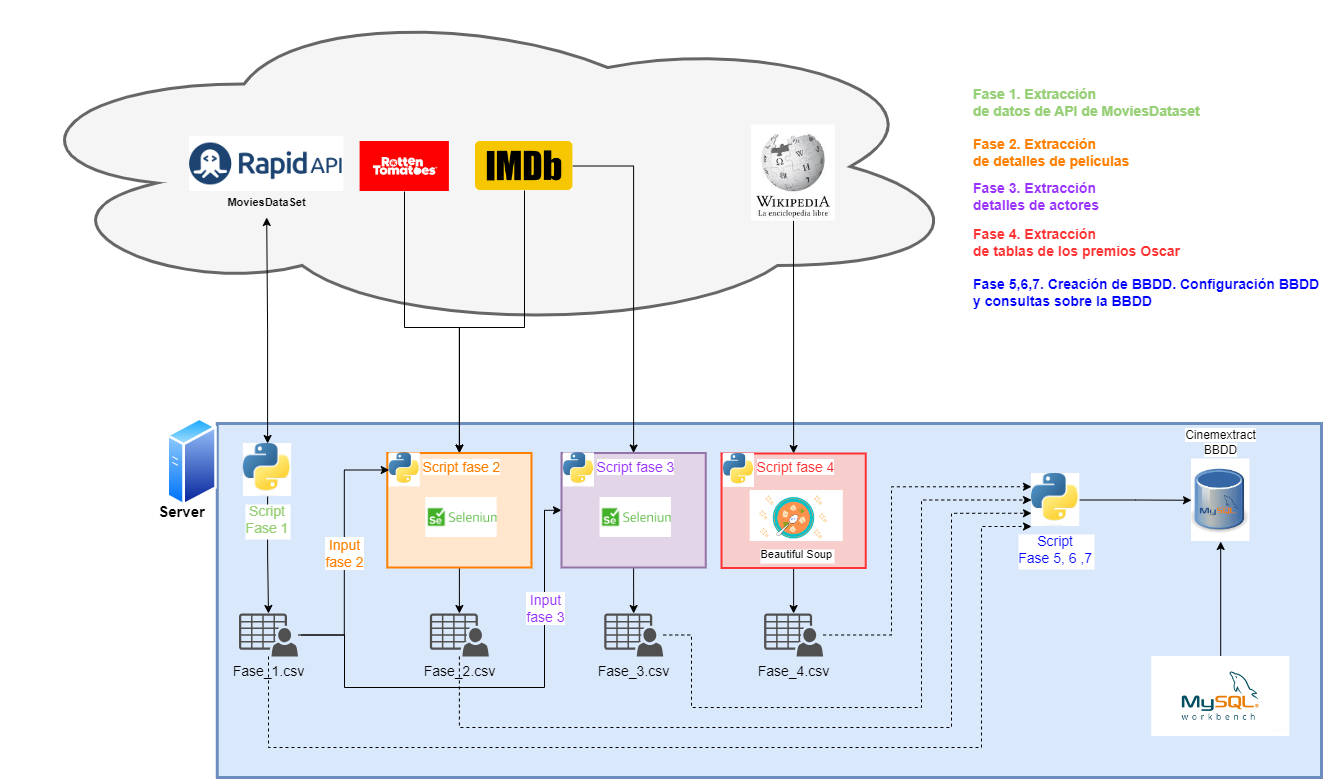 Fase 1. Extracción
de datos de API de MoviesDataset
Fase 2. Extracción
de detalles de películas
Fase 3. Extracción
detalles de actores
Fase 4. Extracción
de tablas de los premios Oscar
Fase 5,6,7. Creación de BBDD. Configuración BBDD
y consultas sobre la BBDD
Rapid API
MoviesDataSet
Rotten
Tomatoes
IMDb
WIKIPEDIA
La enciclopedia libre
Server
Script
Fase 1
Input
fase 2
Script fase 2
Se Selenium
Input
fase 3
Script fase 3
Se Selenium
Script fase 4
Beautiful Soup
Script
Fase 5, 6 ,7
Cinemextract
BBDD
MySQL
Fase_1.csv
Fase_2.csv
Fase_3.csv
Fase_4.csv
MySQL
workbench